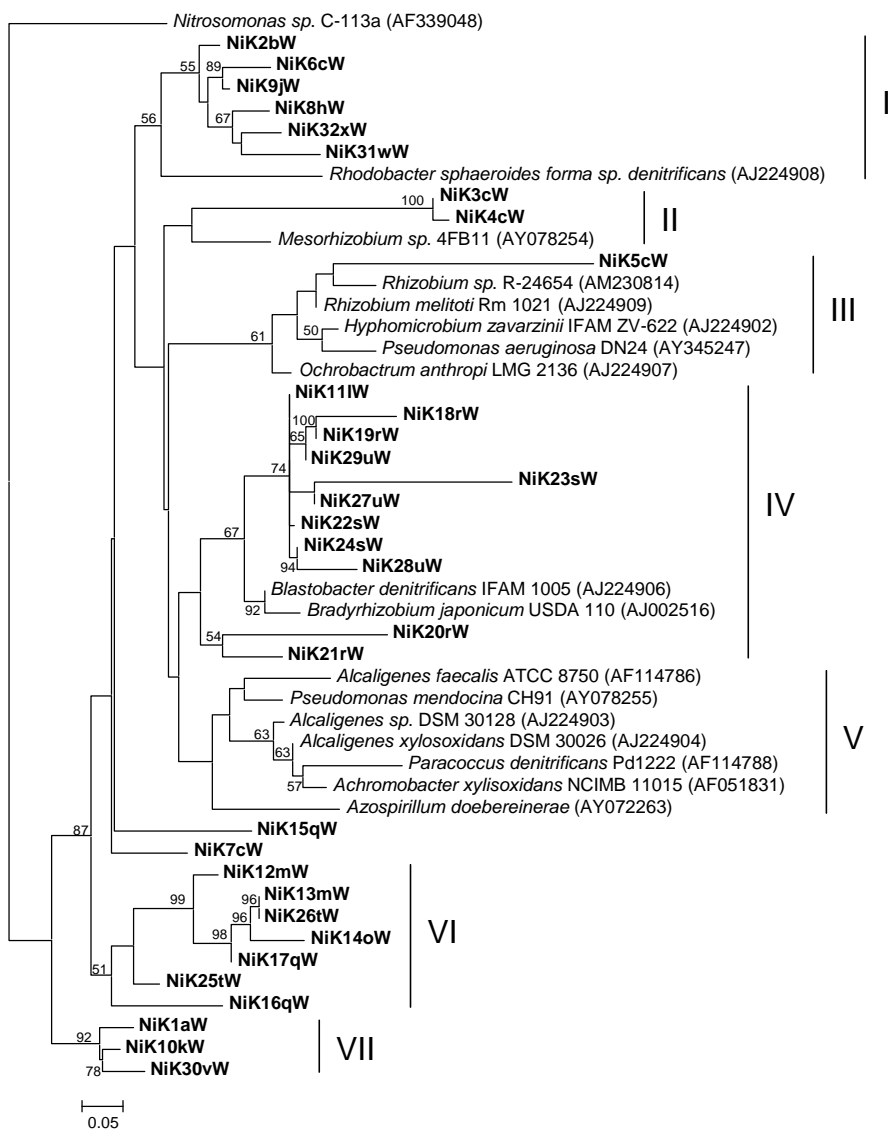 Nitrosomonas sp. C-113a (AF339048)
NiK2bW
55
89
NiK6cW
NiK9jW
I
NiK8hW
56
67
NiK32xW
NiK31wW
Rhodobacter sphaeroides forma sp. denitrificans (AJ224908)
NiK3cW
100
NiK4cW
II
Mesorhizobium sp. 4FB11 (AY078254)
NiK5cW
Rhizobium sp. R-24654 (AM230814)
Rhizobium melitoti Rm 1021 (AJ224909)
III
50
Hyphomicrobium zavarzinii IFAM ZV-622 (AJ224902)
61
Pseudomonas aeruginosa DN24 (AY345247)
Ochrobactrum anthropi LMG 2136 (AJ224907)
NiK11lW
100
NiK18rW
65
NiK19rW
NiK29uW
74
NiK23sW
NiK27uW
IV
67
NiK22sW
NiK24sW
94
NiK28uW
Blastobacter denitrificans IFAM 1005 (AJ224906)
92
Bradyrhizobium japonicum USDA 110 (AJ002516)
54
NiK20rW
NiK21rW
Alcaligenes faecalis ATCC 8750 (AF114786)
Pseudomonas mendocina CH91 (AY078255)
Alcaligenes sp. DSM 30128 (AJ224903)
63
V
63
Alcaligenes xylosoxidans DSM 30026 (AJ224904)
Paracoccus denitrificans Pd1222 (AF114788)
57
Achromobacter xylisoxidans NCIMB 11015 (AF051831)
Azospirillum doebereinerae (AY072263)
87
NiK15qW
NiK7cW
NiK12mW
99
96
NiK13mW
96
NiK26tW
98
NiK14oW
VI
NiK17qW
51
NiK25tW
NiK16qW
92
NiK1aW
NiK10kW
VII
78
NiK30vW
0.05